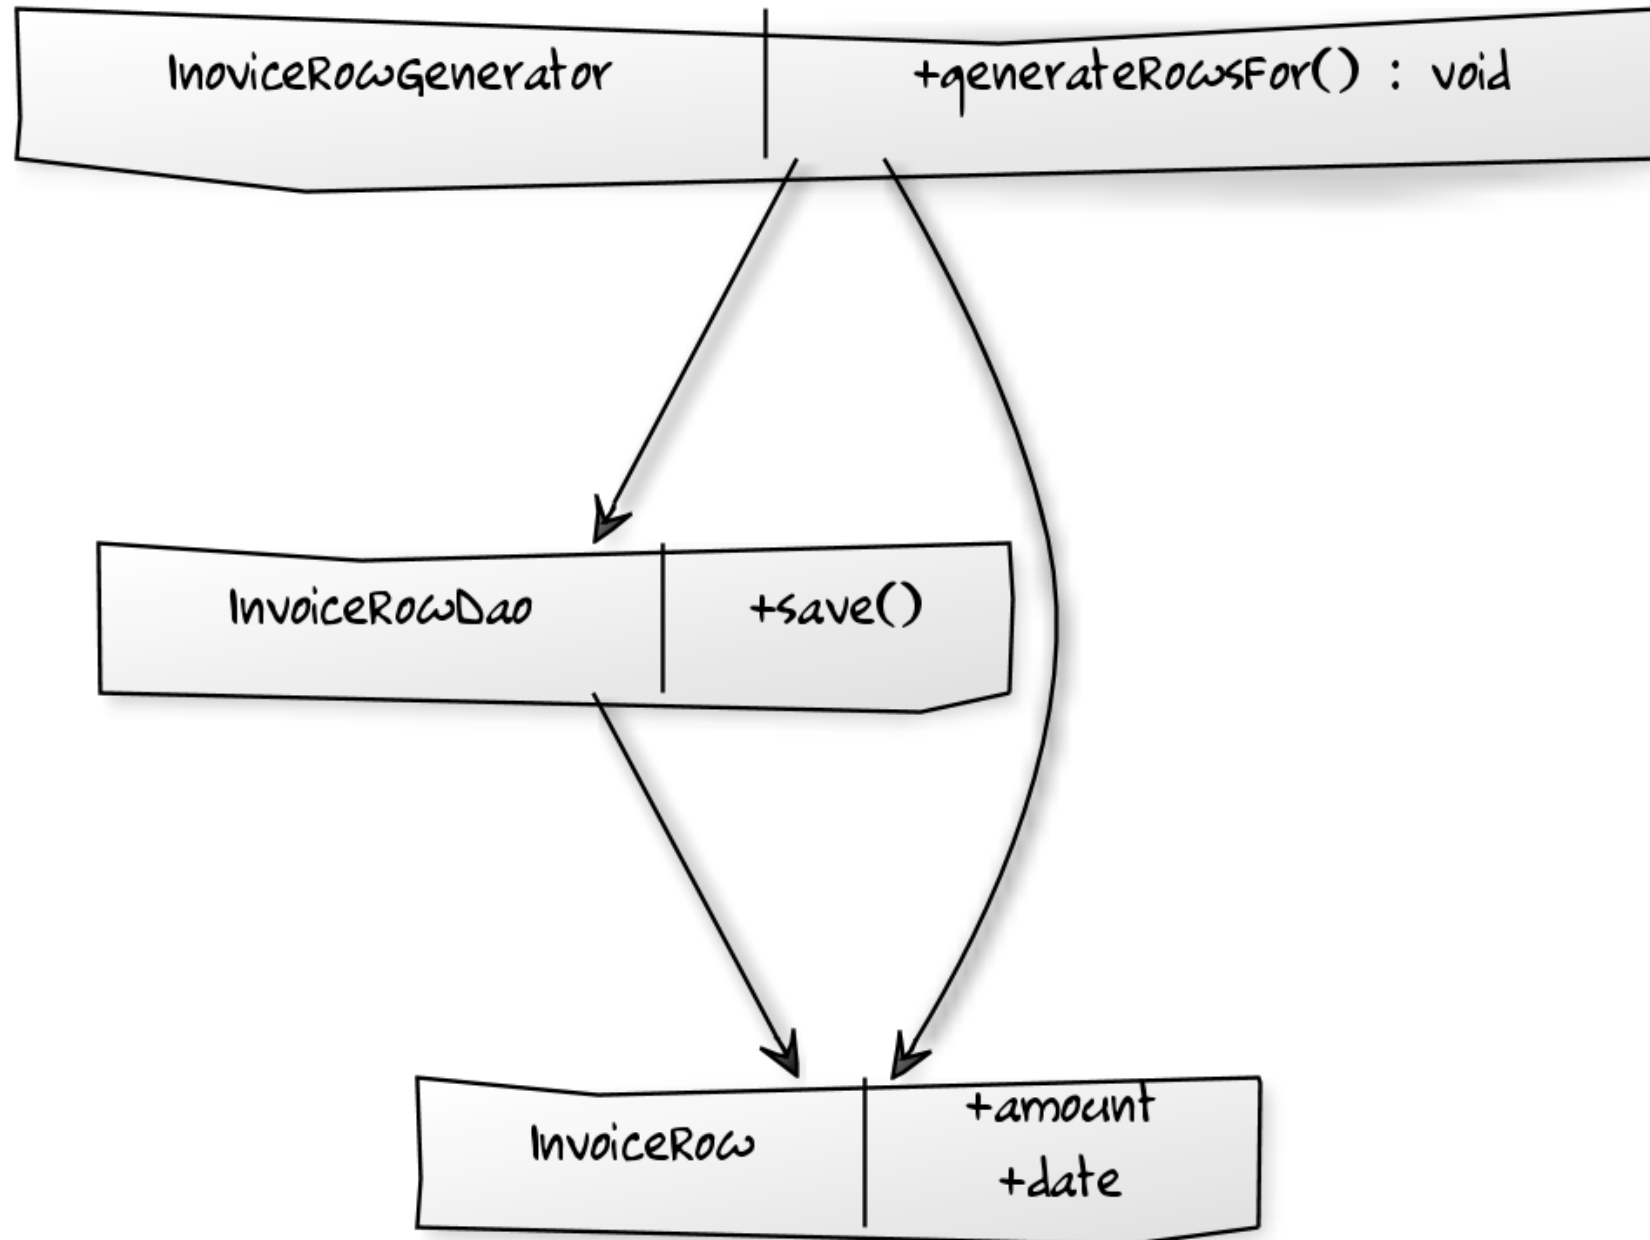 InoviceRowGenerator
+generateRowsFor() : void
InvoiceRowDao
+save()
InvoiceRow
+amount
+date